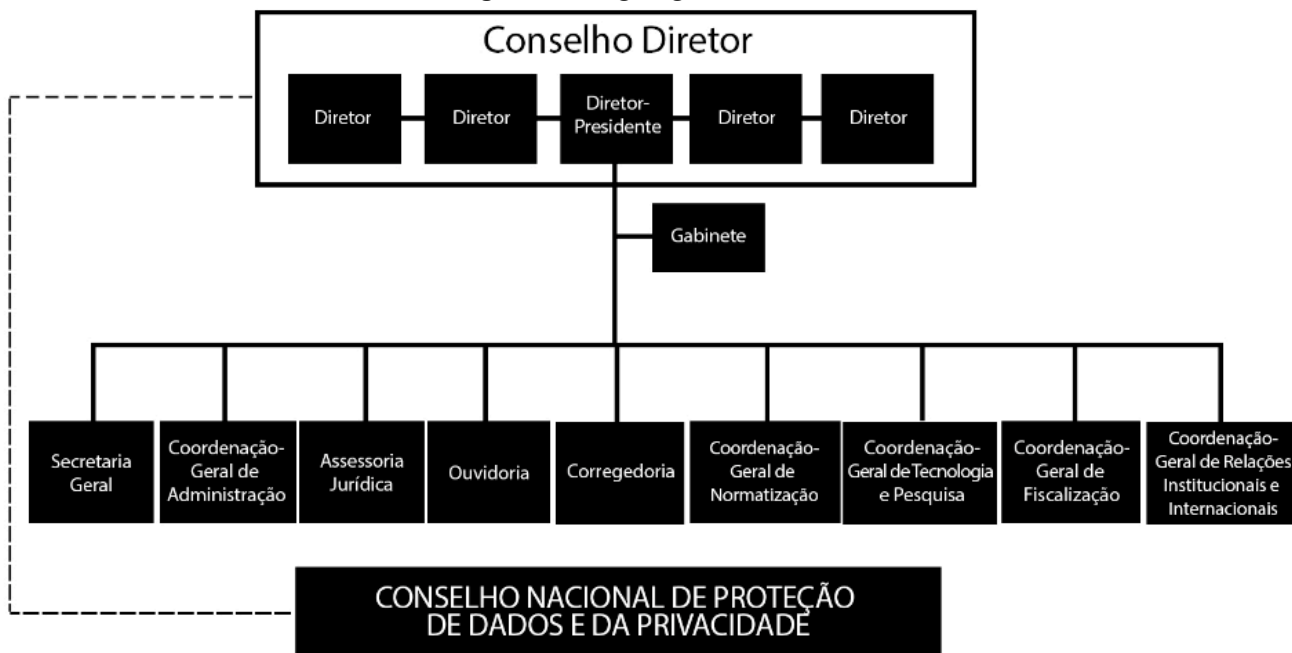 Conselho Diretor
Diretor
Diretor
Diretor-
Presidente
Diretor
Diretor
Gabinete
Secretaria
Geral
Coordenação-
Geral de
Administração
Assessoria
Jurídica
Ouvidoria
Corregedoria
Coordenação-
Geral de
Normatização
Coordenação-
Geral de Tecnologia
e Pesquisa
Coordenação-
Geral de
Fiscalização
Coordenação-
Geral de Relações
Institucionais e
Internacionais
CONSELHO NACIONAL DE PROTEÇÃO
DE DADOS E DA PRIVACIDADE